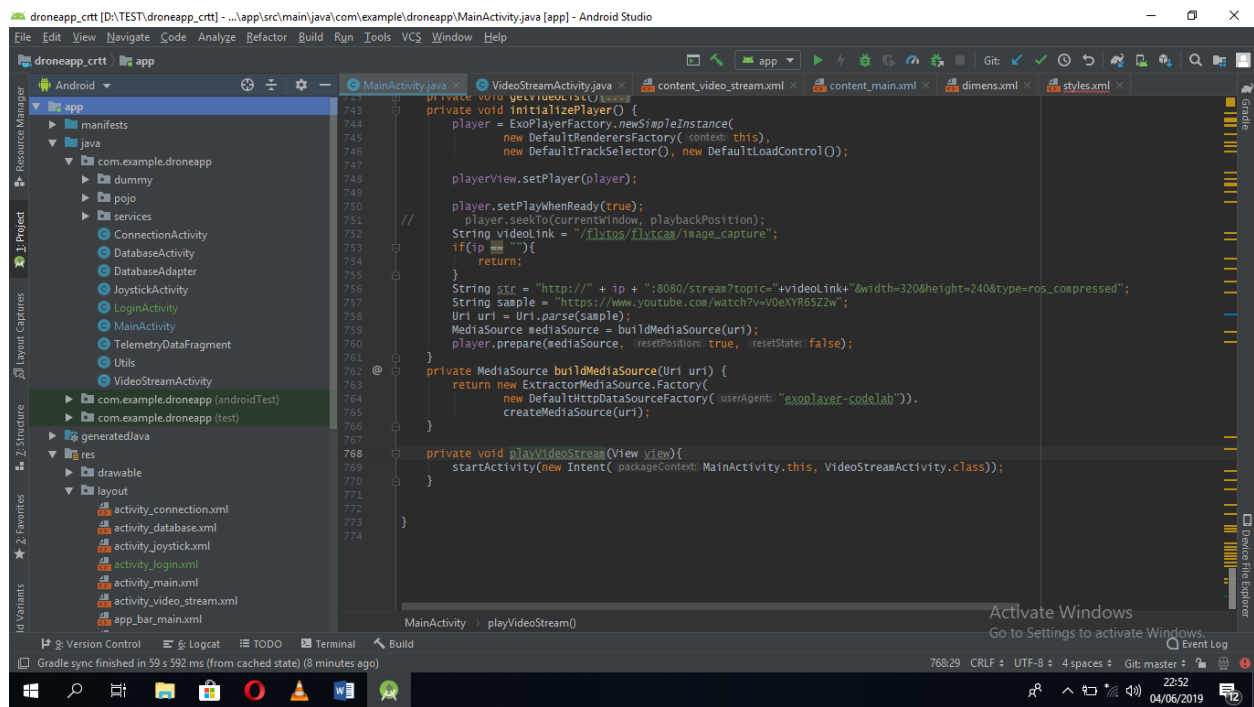 droneapp_crtt [D:\TEST\droneapp_crtt] - ...\app\src\main\java\com\example\droneapp\MainActivity.java [app] - Android Studio
File Edit View Navigate Code Analyze Refactor Build Run Tools VCS Window Help
droneapp_crtt app app Git:
Android MainActivity.java VideoStreamActivity.java content_video_stream.xml content_main.xml dimens.xml styles.xml
Resource Manager
1: Project
Layout Captures
7: Structure
2: Favorites
ld Variants
app
manifests
java
com.example.droneapp
dummy
pojo
services
ConnectionActivity
DatabaseActivity
DatabaseAdapter
JoystickActivity
LoginActivity
MainActivity
TelemetryDataFragment
Utils
VideoStreamActivity
com.example.droneapp (androidTest)
com.example.droneapp (test)
generatedJava
res
drawable
layout
activity_connection.xml
activity_database.xml
activity_joystick.xml
activity_login.xml
activity_main.xml
activity_video_stream.xml
app_bar_main.xml
private void getVideoList(){...}
743 private void initializePlayer() {
744 player = ExoPlayerFactory.newSimpleInstance(
745 new DefaultRenderersFactory( context: this),
746 new DefaultTrackSelector(), new DefaultLoadControl());
747
748 playerView.setPlayer(player);
749
750 player.setPlayWhenReady(true);
751 // player.seekTo(currentWindow, playbackPosition);
752 String videoLink = "/flytos/flytcam/image_capture";
753 if(ip == ""){
754 return;
755 }
756 String str = "http://" + ip + ":8080/stream?topic="+videoLink+"&width=320&height=240&type=ros_compressed";
757 String sample = "https://www.youtube.com/watch?v=V0eXYR65Z2w";
758 Uri uri = Uri.parse(sample);
759 MediaSource mediaSource = buildMediaSource(uri);
760 player.prepare(mediaSource, resetPosition: true, resetState: false);
761 }
762 @ private MediaSource buildMediaSource(Uri uri) {
763 return new ExtractorMediaSource.Factory(
764 new DefaultHttpDataSourceFactory( userAgent: "exoplayer-codelab")).
765 createMediaSource(uri);
766 }
767
768 private void playVideoStream(View view){
769 startActivity(new Intent( packageContext: MainActivity.this, VideoStreamActivity.class));
770 }
771
772
773 }
774
Gradle
Device File Explorer
MainActivity playVideoStream()
Activate Windows
Go to Settings to activate Windows.
9: Version Control 6: Logcat TODO Terminal Build Event Log
Gradle sync finished in 59 s 592 ms (from cached state) (8 minutes ago) 768:29 CRLF UTF-8 4 spaces Git: master
22:52
04/06/2019
12